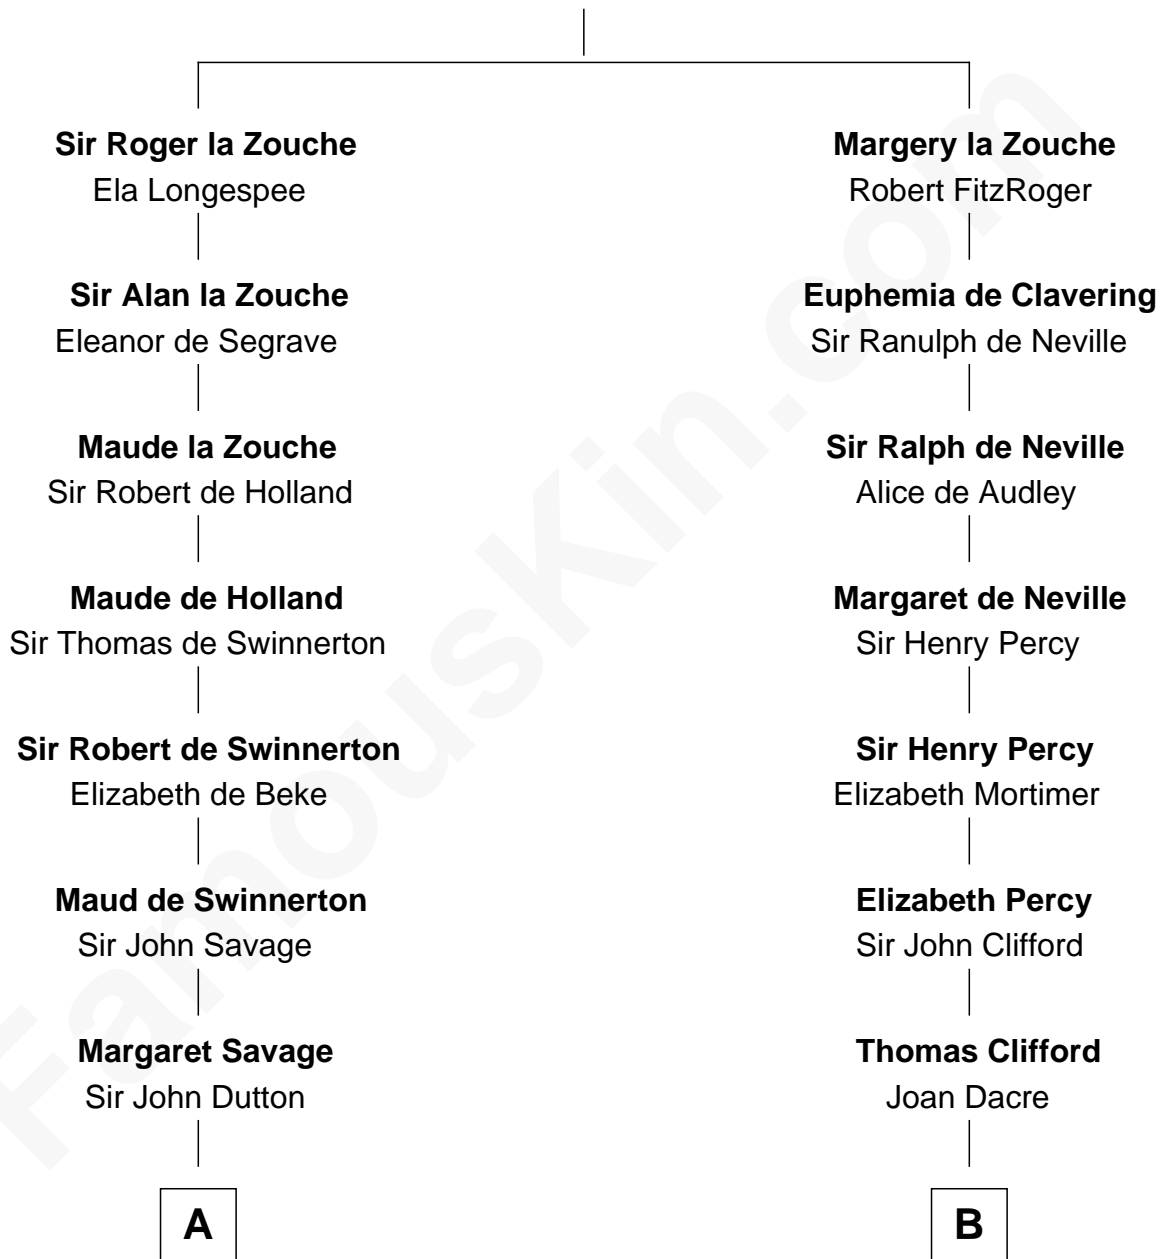 Sir Roger la Zouche
Ela Longespee
Margery la Zouche
Robert FitzRoger
Sir Alan la Zouche
Eleanor de Segrave
Euphemia de Clavering
Sir Ranulph de Neville
Maude la Zouche
Sir Robert de Holland
Sir Ralph de Neville
Alice de Audley
Maude de Holland
Sir Thomas de Swinnerton
Margaret de Neville
Sir Henry Percy
Sir Robert de Swinnerton
Elizabeth de Beke
Sir Henry Percy
Elizabeth Mortimer
Maud de Swinnerton
Sir John Savage
Elizabeth Percy
Sir John Clifford
Margaret Savage
Sir John Dutton
Thomas Clifford
Joan Dacre
A
B
FamousKin.com